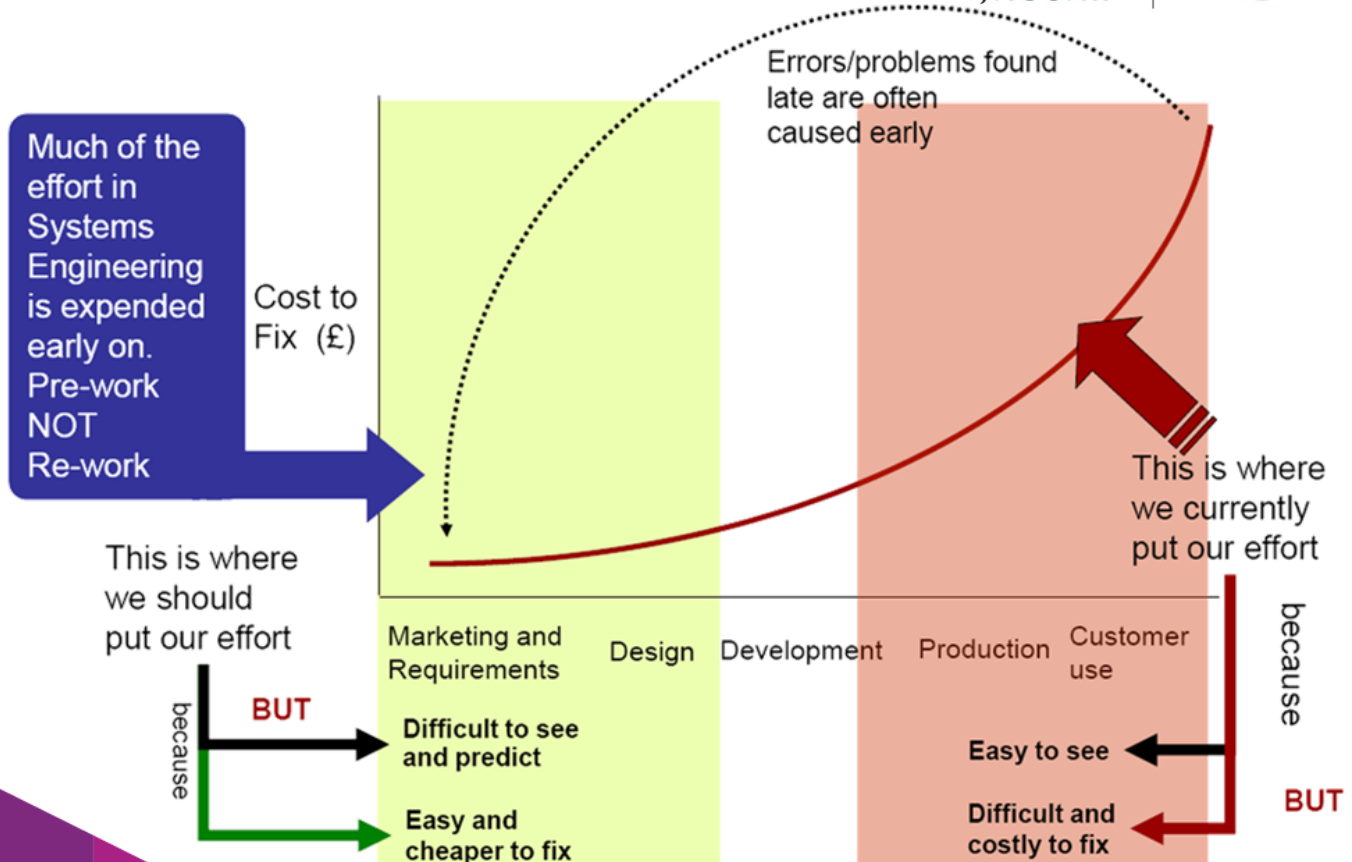 Errors/problems found
late are often
caused early
Much of the
effort in
Systems
Engineering
is expended
early on.
Pre-work
NOT
Re-work
Cost to
Fix (£)
This is where
we currently
put our effort
This is where
we should
put our effort
Marketing and
Requirements
Design
Development
Production
Customer
use
because
BUT
Difficult to see
and predict
Easy and
cheaper to fix
because
Easy to see
BUT
Difficult and
costly to fix